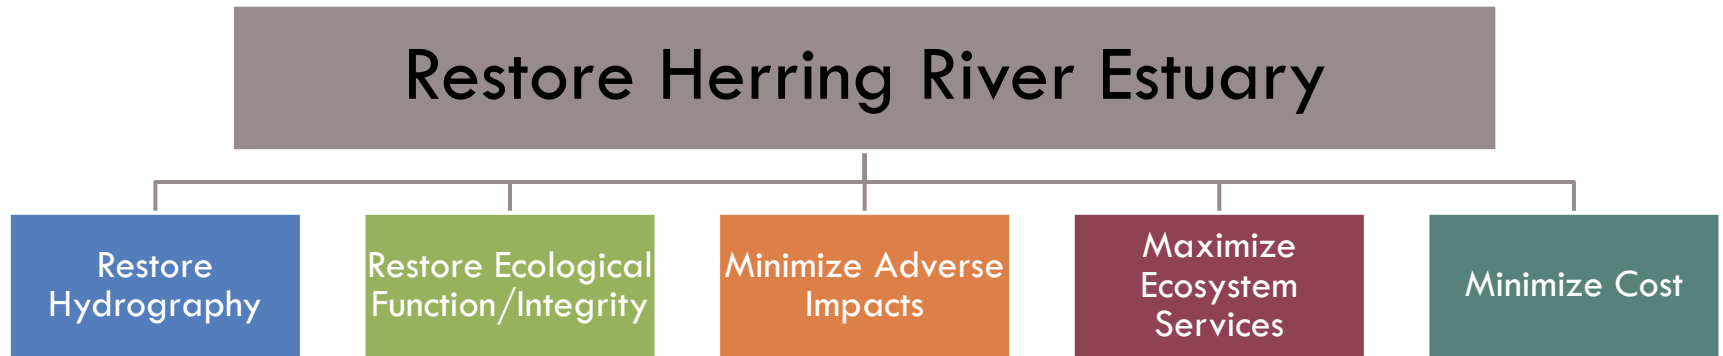 Restore Herring River Estuary
Restore
Hydrography
Restore Ecological
Function/Integrity
Minimize Adverse
Impacts
Maximize
Ecosystem
Services
Minimize Cost